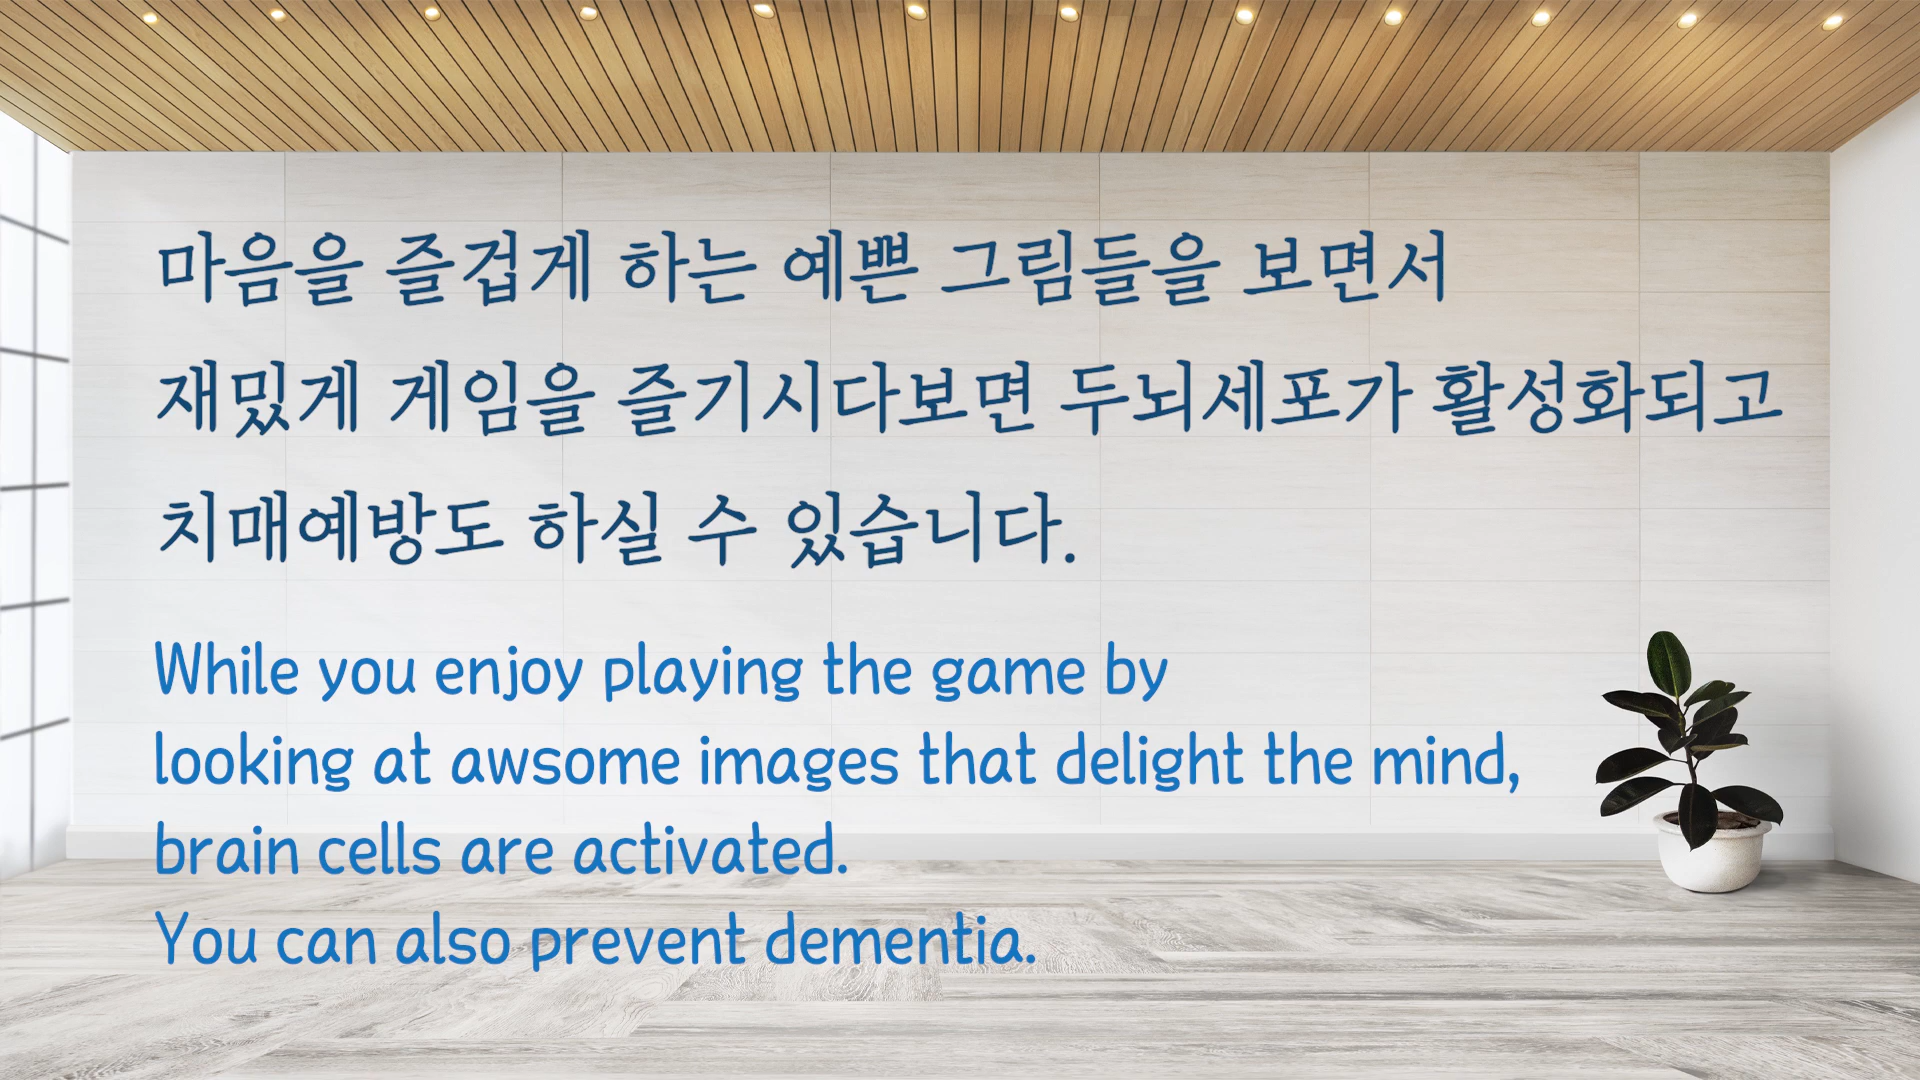 마음을 즐겁게 하는 예쁜 그림들을 보면서
재밌게 게임을 즐기시다보면 두뇌세포가 활성화되고
치매예방도 하실 수 있습니다.
While you enjoy playing the game by
looking at awsome images that delight the mind,
brain cells are activated.
You can also prevent dementia.